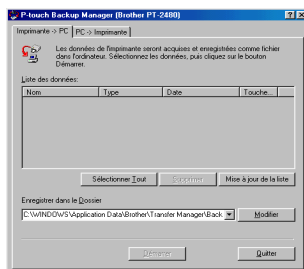 P-touch Backup Manager (Brother PT-2480)
Imprimante -> PC PC -> Imprimante
Les données de l'imprimante seront acquises et enregistrées comme fichier
dans l'ordinateur. Sélectionnez les données, puis cliquez sur le bouton
Démarrer.
Liste des données:
Nom Type Date Touche...
Sélectionner Tout Supprimer Mise à jour de la liste
Enregistrer dans le Dossier
C:\WINDOWS\Application Data\Brother\Transfer Manager\Back Modifier
Démarrer Quitter